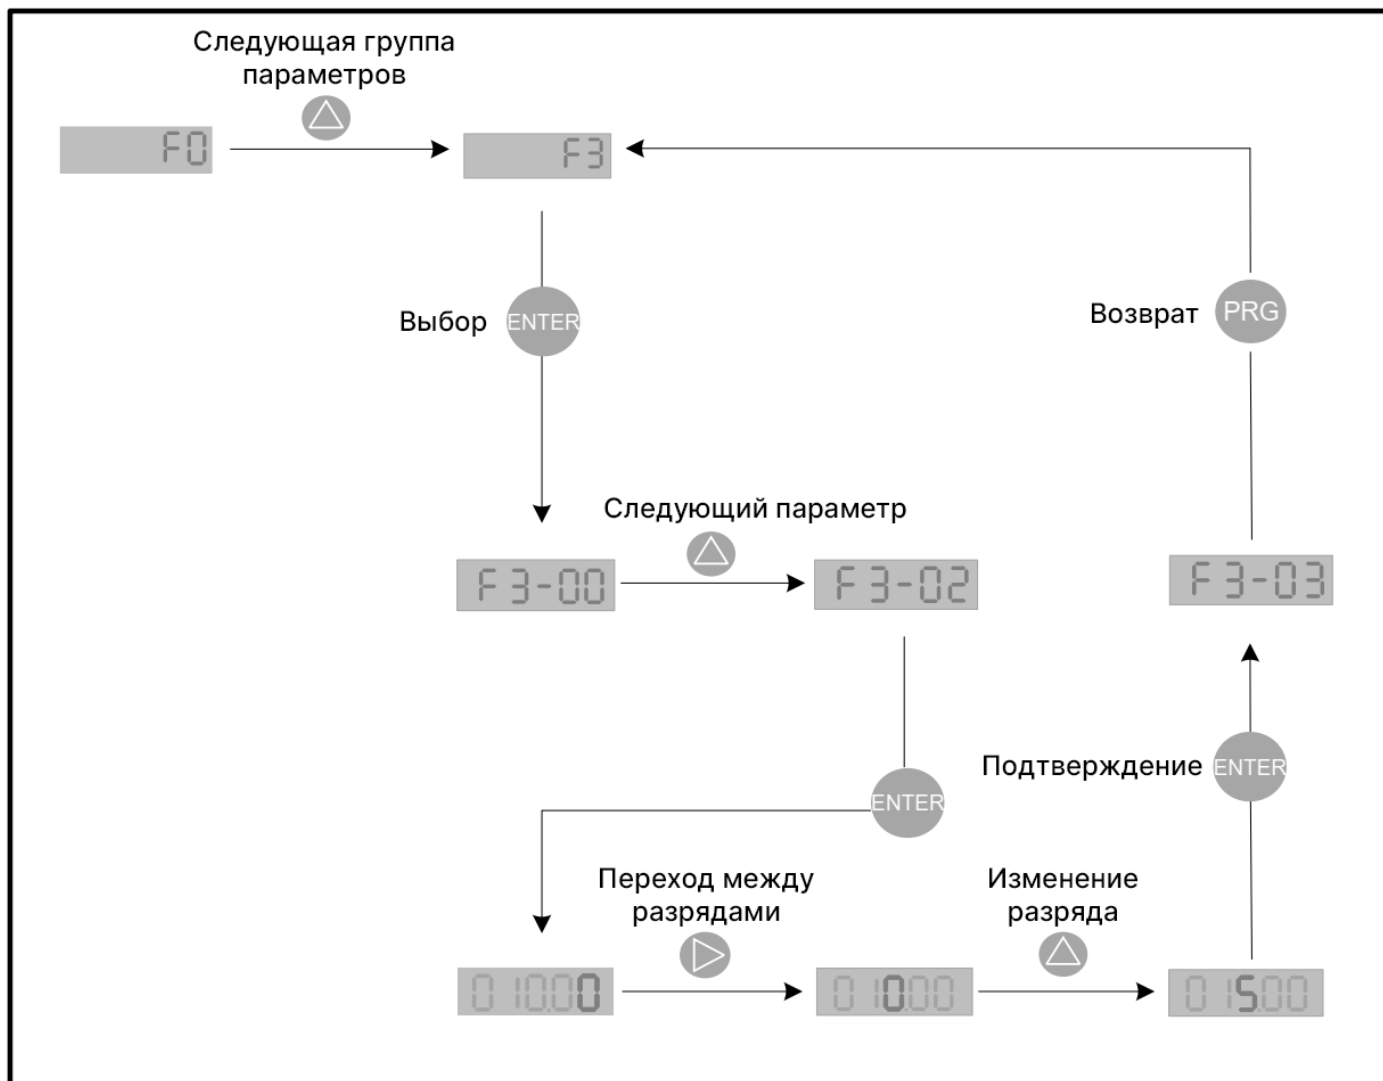 Следующая группа
параметров
F0
F3
Выбор
ENTER
Возврат
PRG
Следующий параметр
F3-00
F3-02
F3-03
ENTER
Подтверждение
ENTER
Переход между
разрядами
Изменение
разряда
010.00
010.00
015.00